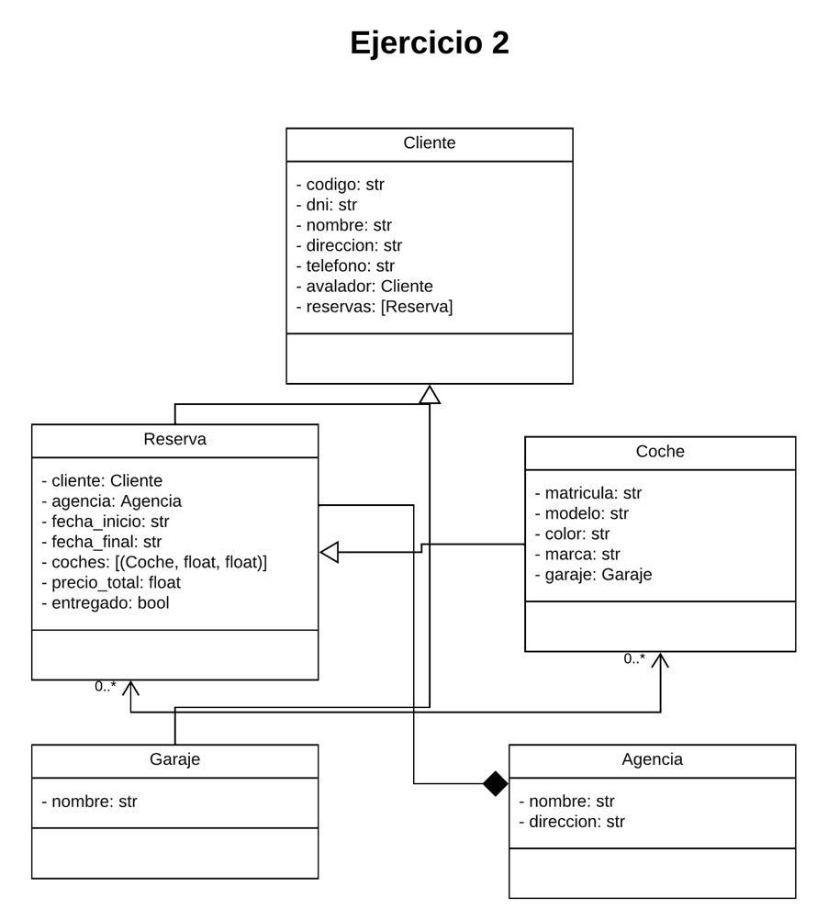 Ejercicio 2
Cliente
- codigo: str
- dni: str
- nombre: str
- direccion: str
- telefono: str
- avalador: Cliente
- reservas: [Reserva]
Reserva
- cliente: Cliente
- agencia: Agencia
- fecha_inicio: str
- fecha_final: str
- coches: [(Coche, float, float)]
- precio_total: float
- entregado: bool
0..*
Coche
- matricula: str
- modelo: str
- color: str
- marca: str
- garaje: Garaje
0..*
Garaje
- nombre: str
Agencia
- nombre: str
- direccion: str